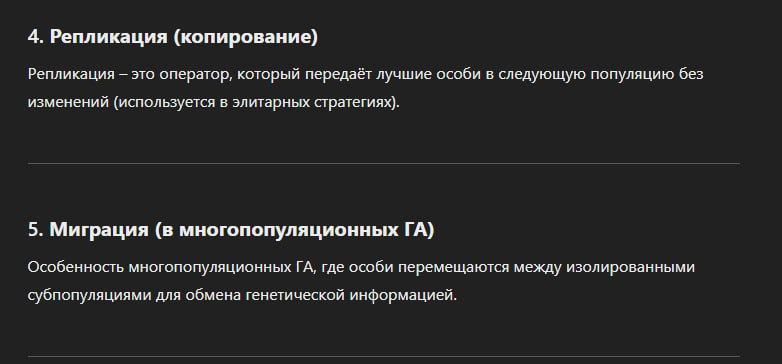 4. Репликация (копирование)
Репликация – это оператор, который передаёт лучшие особи в следующую популяцию без
изменений (используется в элитарных стратегиях).
5. Миграция (в многопопуляционных ГА)
Особенность многопопуляционных ГА, где особи перемещаются между изолированными
субпопуляциями для обмена генетической информацией.